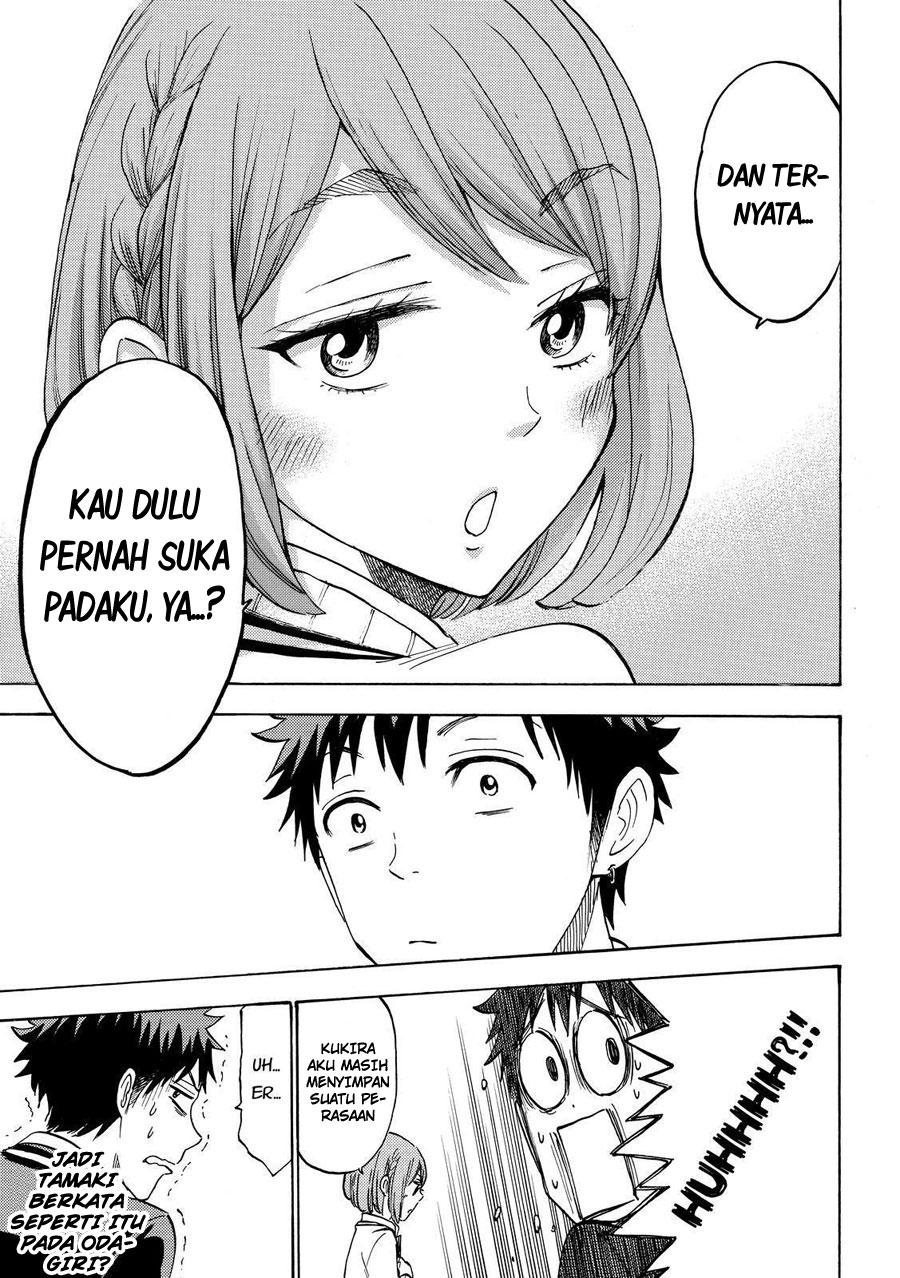 DAN TER-
NYATA...
KAU DULU
PERNAH SUKA
PADAKU, YA...?
HUHHHH?!!
KUKIRA
AKU MASIH
MENYIMPAN
SUATU PE-
RASAAN
UH...
ER...
JADI
TAMAKI
BERKATA
SEPERTI ITU
PADA ODA-
GIRI?